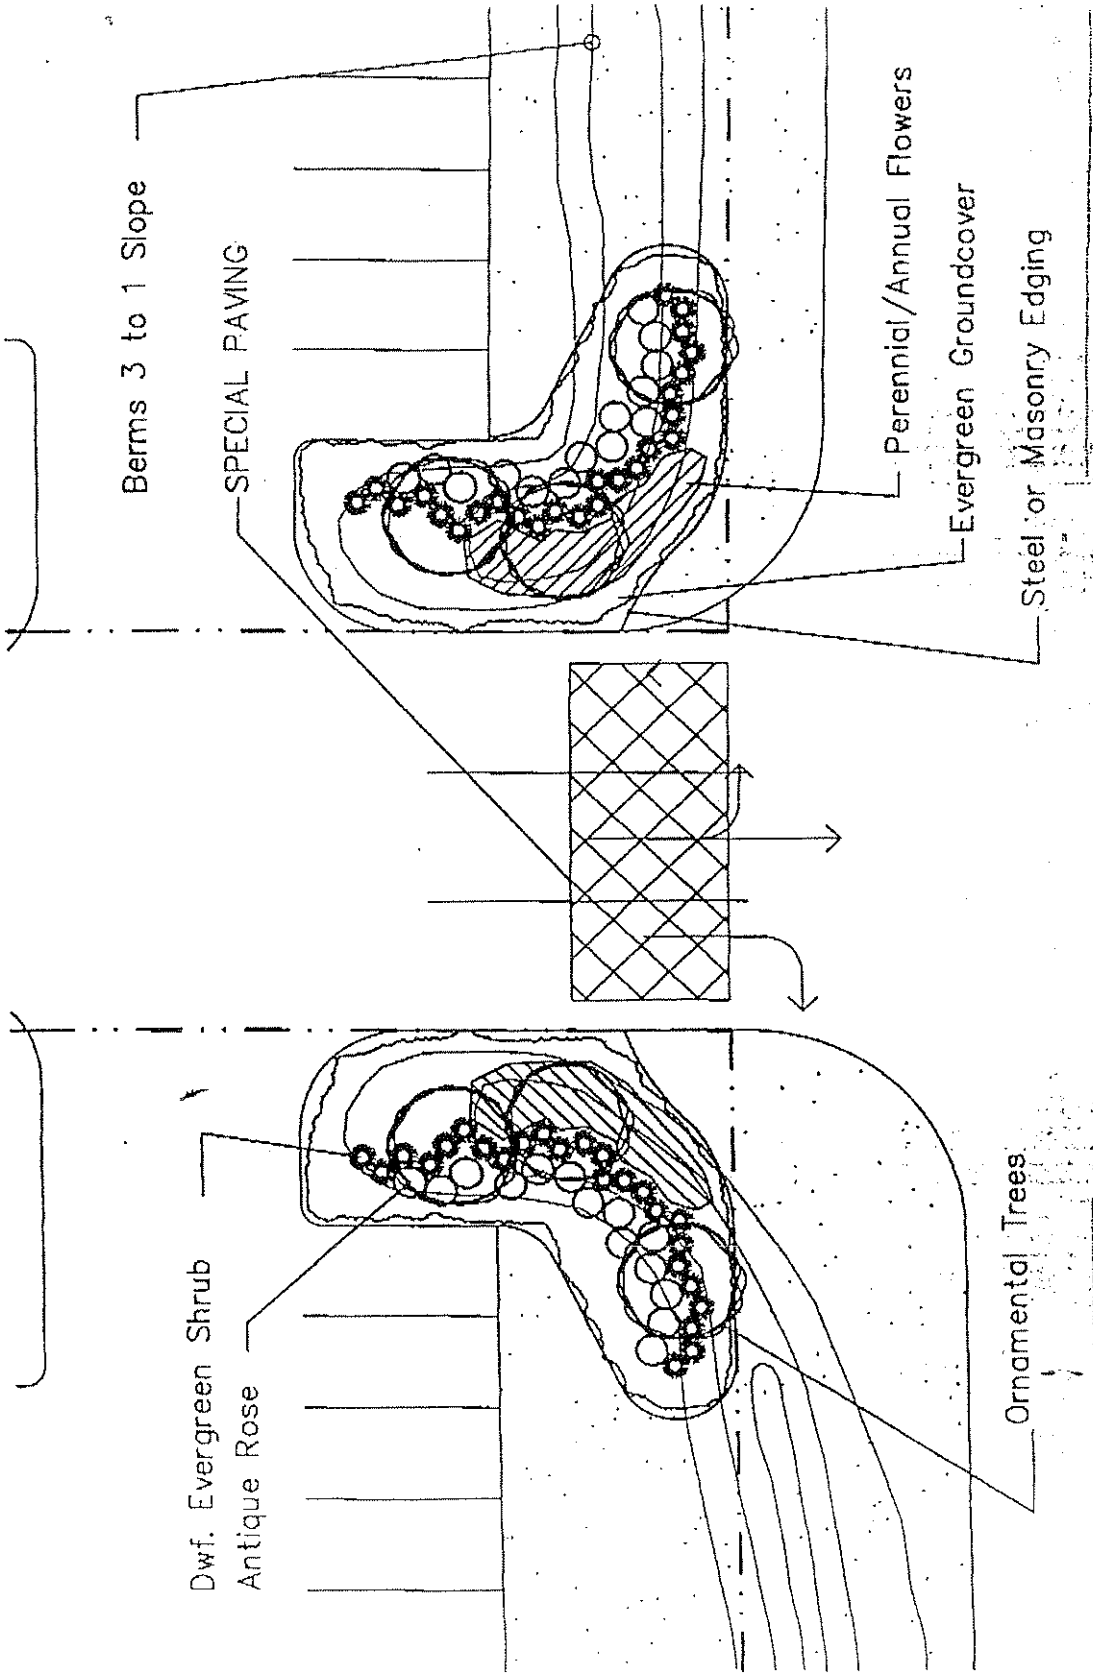 Berms 3 to 1 Slope
SPECIAL PAVING
Dwf. Evergreen Shrub
Antique Rose
Perennial/Annual Flowers
Evergreen Groundcover
Steel or Masonry Edging
Ornamental Trees